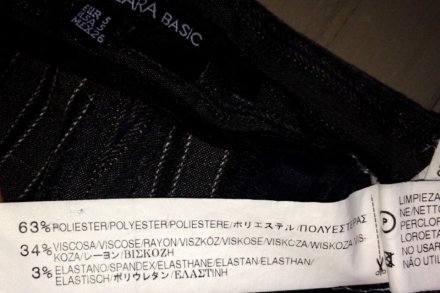 ZARA BASIC
EUR S
USA S
MEX 26
63% POLIESTER/POLYESTER/POLIESTERE/ポリエステル/ΠΟΛΥΕΣΤΕΡΑΣ
34% VISCOSA/VISCOSE/RAYON/VISZKÓZ/VISKOSE/VISKOZA/WISKOZA VIS-
KOZA/レーヨン/ΒΙΣΚΟΖΗ
3% ELASTANO/SPANDEX/ELASTHANE/ELASTAN/ELASTHAN/
ELASTISCH/ポリウレタン/ΕΛΑΣΤΙΝΗ
LIMPIEZA
NE/NETTO
PERCLOR
LOROETA
NO USAR
NÃO UTIL